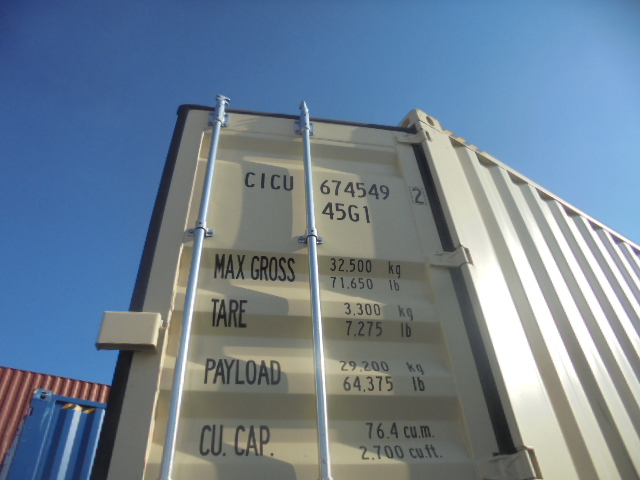 CICU 674549 2
45G1
MAX GROSS 32.500 kg
71.650 lb
TARE 3.300 kg
7.275 lb
PAYLOAD 29.200 kg
64.375 lb
CU. CAP. 76.4 cu.m.
2.700 cu.ft.